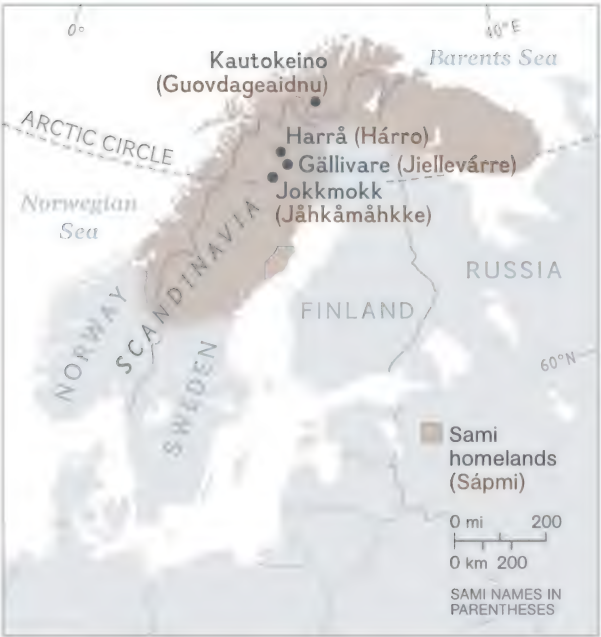 0°
40°E
Kautokeino
(Guovdageaidnu)
Barents Sea
ARCTIC CIRCLE
Harrå (Hárro)
Gällivare (Jiellevárre)
Jokkmokk
(Jåhkåmåhkke)
Norwegian
Sea
SCANDINAVIA
NORWAY
SWEDEN
FINLAND
RUSSIA
60°N
Sami
homelands
(Sápmi)
0 mi 200
0 km 200
SAMI NAMES IN
PARENTHESES